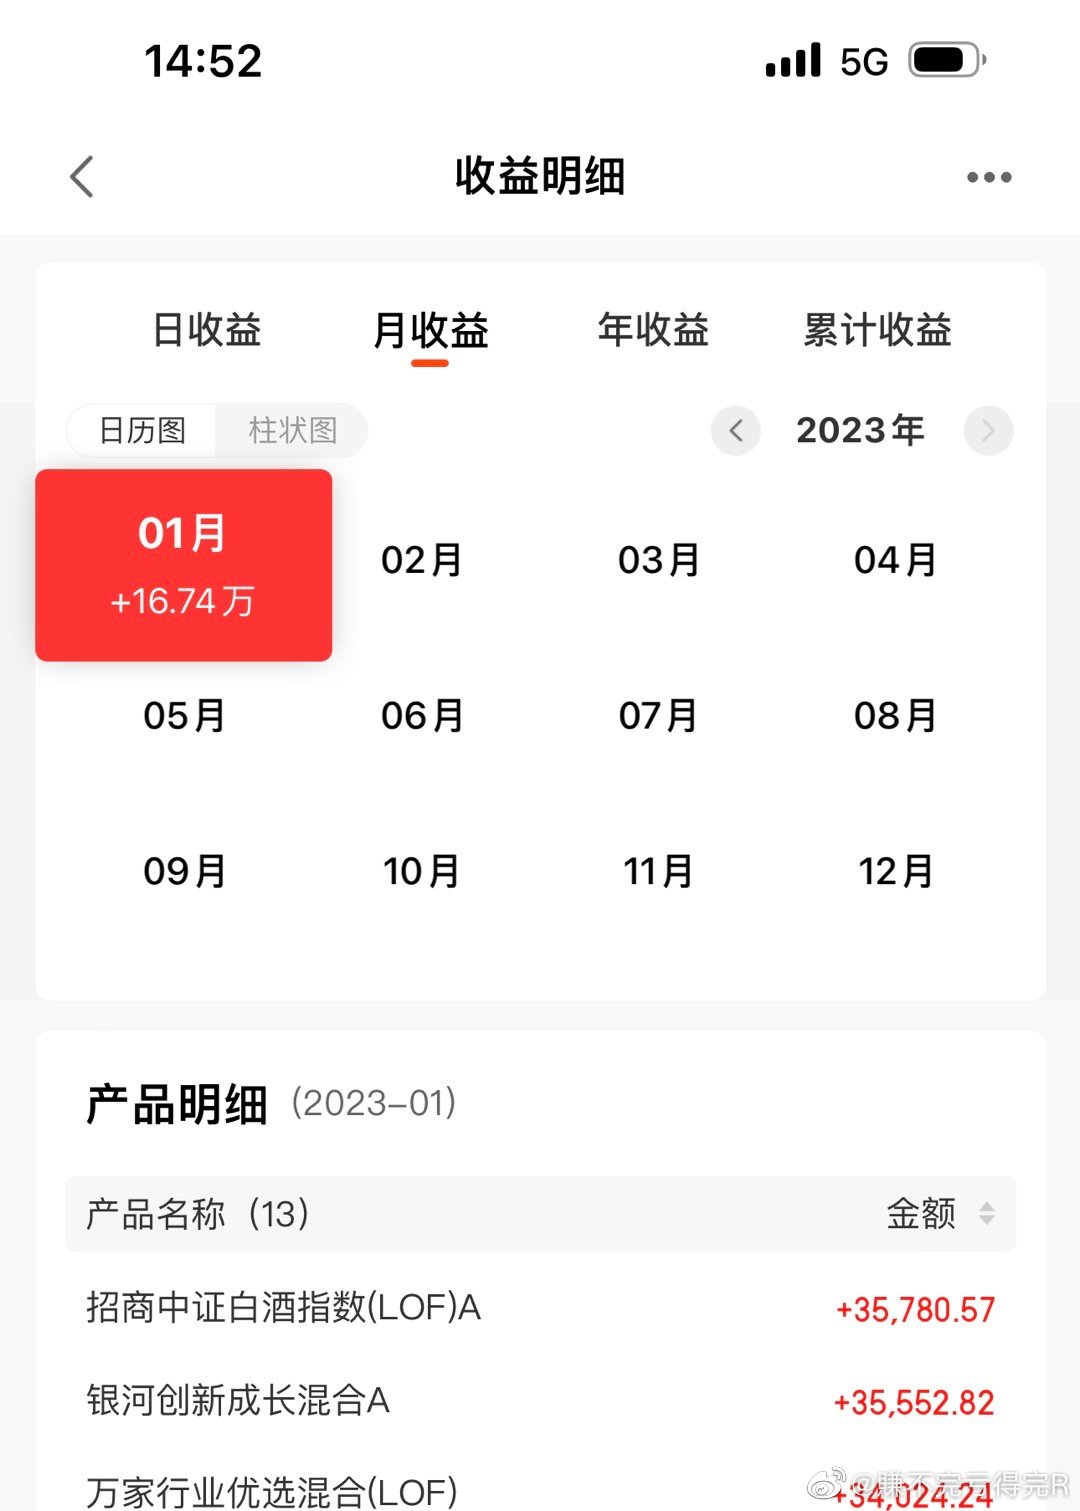 14:52 5G
收益明细
日收益 月收益 年收益 累计收益
日历图 柱状图 2023年
01月 02月 03月 04月
+16.74万
05月 06月 07月 08月
09月 10月 11月 12月
产品明细 (2023-01)
产品名称 (13) 金额
招商中证白酒指数(LOF)A +35,780.57
银河创新成长混合A +35,552.82
万家行业优选混合(LOF) +34,024.24
@赚不完亏得完R